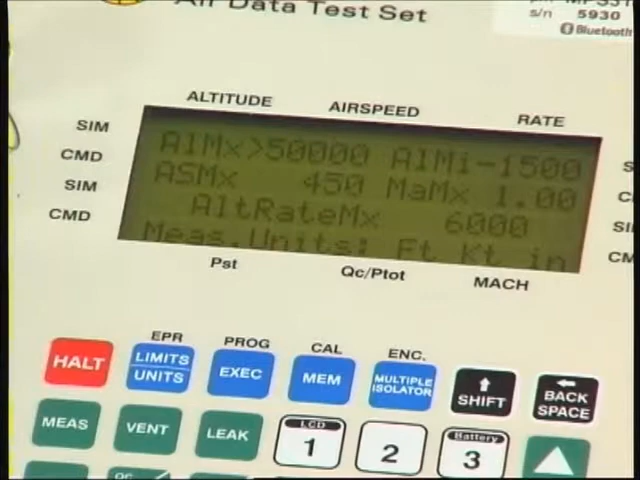 Air Data Test Set
s/n 5930
Bluetooth
ALTITUDE AIRSPEED RATE
SIM
CMD
SIM
CMD
AlMx>50000 AlMi-1500
ASMx 450 MaMx 1.00
AltRateMx 6000
Meas.Units: Ft Kt in
Pst Qc/Ptot MACH
EPR PROG CAL ENC.
HALT LIMITS/UNITS EXEC MEM MULTIPLE ISOLATOR SHIFT BACK SPACE
LCD Battery
MEAS VENT LEAK 1 2 3